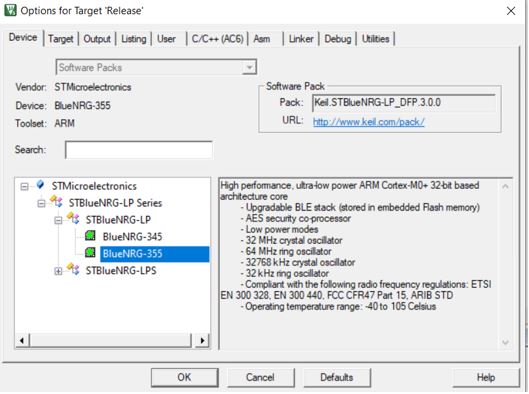 Options for Target 'Release'
Device Target Output Listing User C/C++ (AC6) Asm Linker Debug Utilities
Software Packs
Software Pack
Vendor: STMicroelectronics
Device: BlueNRG-355
Toolset: ARM
Pack: Keil.STBlueNRG-LP_DFP.3.0.0
URL: http://www.keil.com/pack/
Search:
STMicroelectronics
STBlueNRG-LP Series
STBlueNRG-LP
BlueNRG-345
BlueNRG-355
STBlueNRG-LPS
High performance, ultra-low power ARM Cortex-M0+ 32-bit based
architecture core
- Upgradable BLE stack (stored in embedded Flash memory)
- AES security co-processor
- Low power modes
- 32 MHz crystal oscillator
- 64 MHz ring oscillator
- 32768 kHz crystal oscillator
- 32 kHz ring oscillator
- Compliant with the following radio frequency regulations: ETSI
EN 300 328, EN 300 440, FCC CFR47 Part 15, ARIB STD
- Operating temperature range: -40 to 105 Celsius
OK Cancel Defaults Help